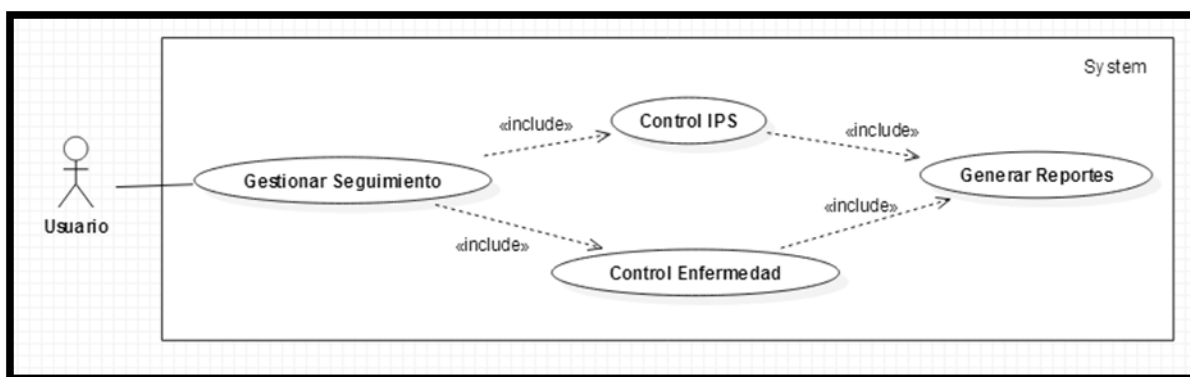 System
«include»
Control IPS
«include»
Gestionar Seguimiento
Generar Reportes
Usuario
«include»
«include»
Control Enfermedad